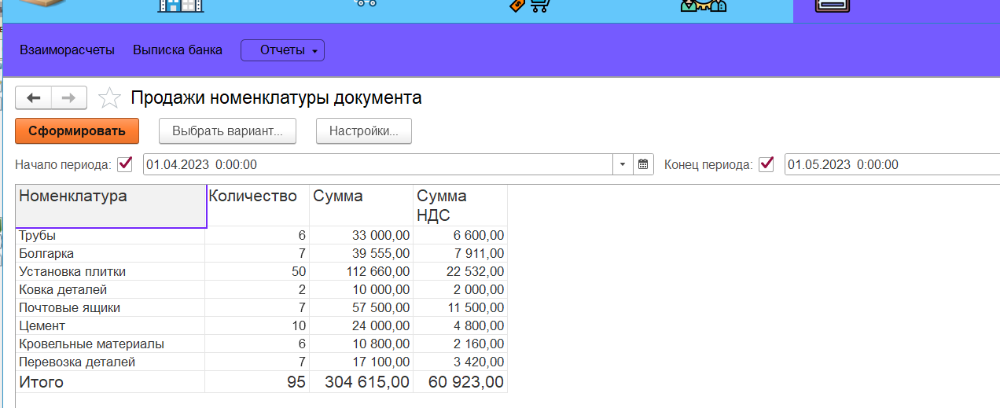 Взаиморасчеты Выписка банка Отчеты
Продажи номенклатуры документа
Сформировать Выбрать вариант... Настройки...
Начало периода: 01.04.2023 0:00:00 Конец периода: 01.05.2023 0:00:00
Номенклатура Количество Сумма Сумма
НДС
Трубы 6 33 000,00 6 600,00
Болгарка 7 39 555,00 7 911,00
Установка плитки 50 112 660,00 22 532,00
Ковка деталей 2 10 000,00 2 000,00
Почтовые ящики 7 57 500,00 11 500,00
Цемент 10 24 000,00 4 800,00
Кровельные материалы 6 10 800,00 2 160,00
Перевозка деталей 7 17 100,00 3 420,00
Итого 95 304 615,00 60 923,00